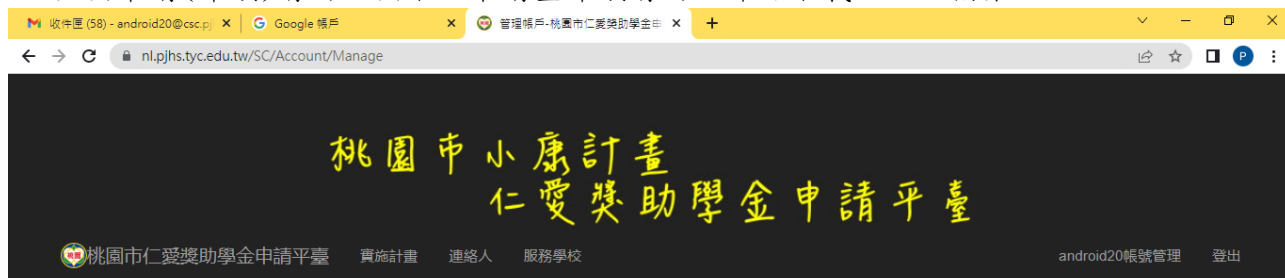 收件匣 (58) - android20@csc.pj
Google 帳戶
管理帳戶-桃園市仁愛獎助學金申
nl.pjhs.tyc.edu.tw/SC/Account/Manage
P
桃園市小康計畫
仁愛獎助學金申請平臺
桃園市仁愛獎助學金申請平臺 實施計畫 連絡人 服務學校 android20帳號管理 登出